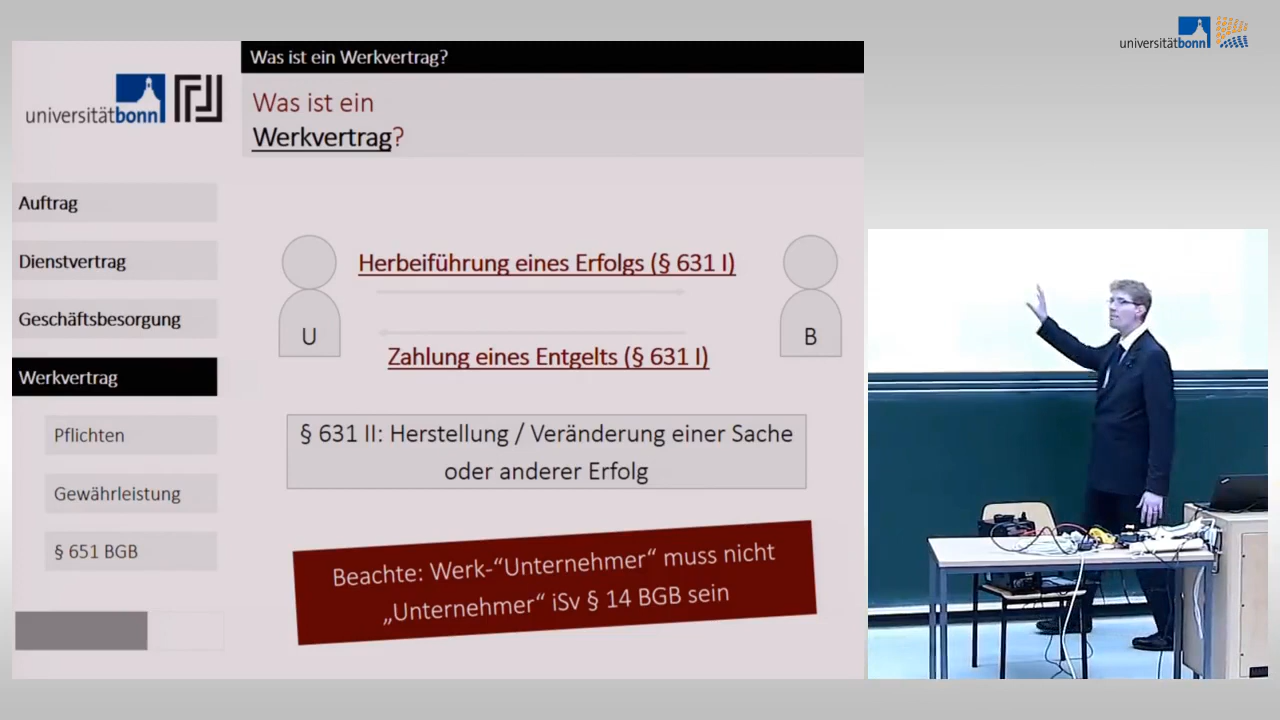 universitätbonn
Was ist ein Werkvertrag?
universitätbonn
Was ist ein
Werkvertrag?
Auftrag
Dienstvertrag
Geschäftsbesorgung
Werkvertrag
Pflichten
Gewährleistung
§ 651 BGB
Herbeiführung eines Erfolgs (§ 631 I)
U
B
Zahlung eines Entgelts (§ 631 I)
§ 631 II: Herstellung / Veränderung einer Sache
oder anderer Erfolg
Beachte: Werk-“Unternehmer“ muss nicht
„Unternehmer“ iSv § 14 BGB sein